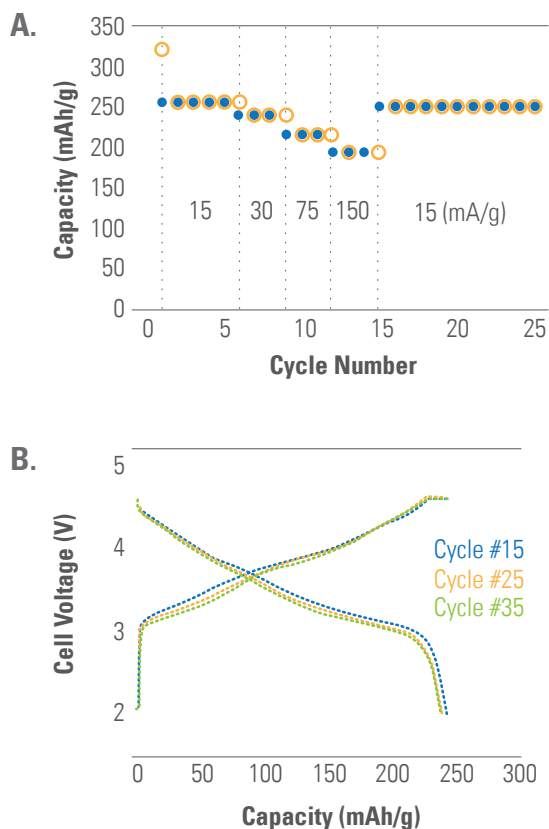 A.
Capacity (mAh/g)
350
300
250
200
150
100
50
0
15
30
75
150
15 (mA/g)
0 5 10 15 20 25
Cycle Number
B.
Cell Voltage (V)
5
4
3
2
Cycle #15
Cycle #25
Cycle #35
0 50 100 150 200 250 300
Capacity (mAh/g)